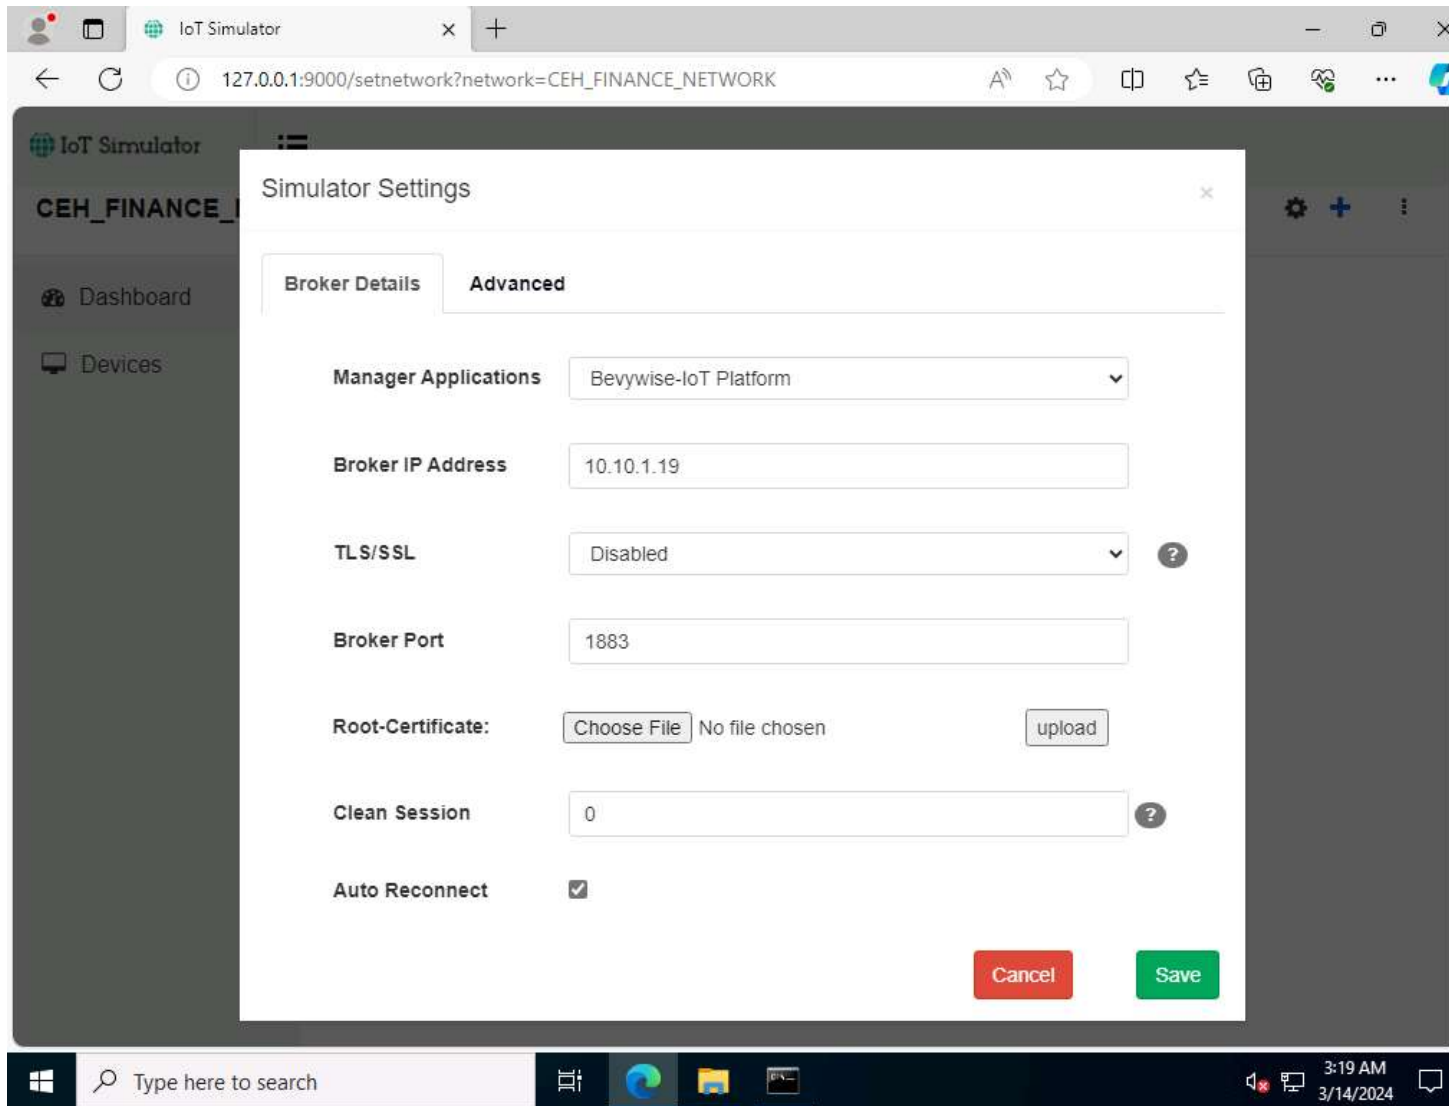 IoT Simulator
127.0.0.1:9000/setnetwork?network=CEH_FINANCE_NETWORK
IoT Simulator
CEH_FINANCE_
Simulator Settings
Dashboard
Devices
Broker Details Advanced
Manager Applications Bevywise-IoT Platform
Broker IP Address 10.10.1.19
TLS/SSL Disabled ?
Broker Port 1883
Root-Certificate: Choose File No file chosen upload
Clean Session 0 ?
Auto Reconnect
Cancel Save
Type here to search
3:19 AM
3/14/2024